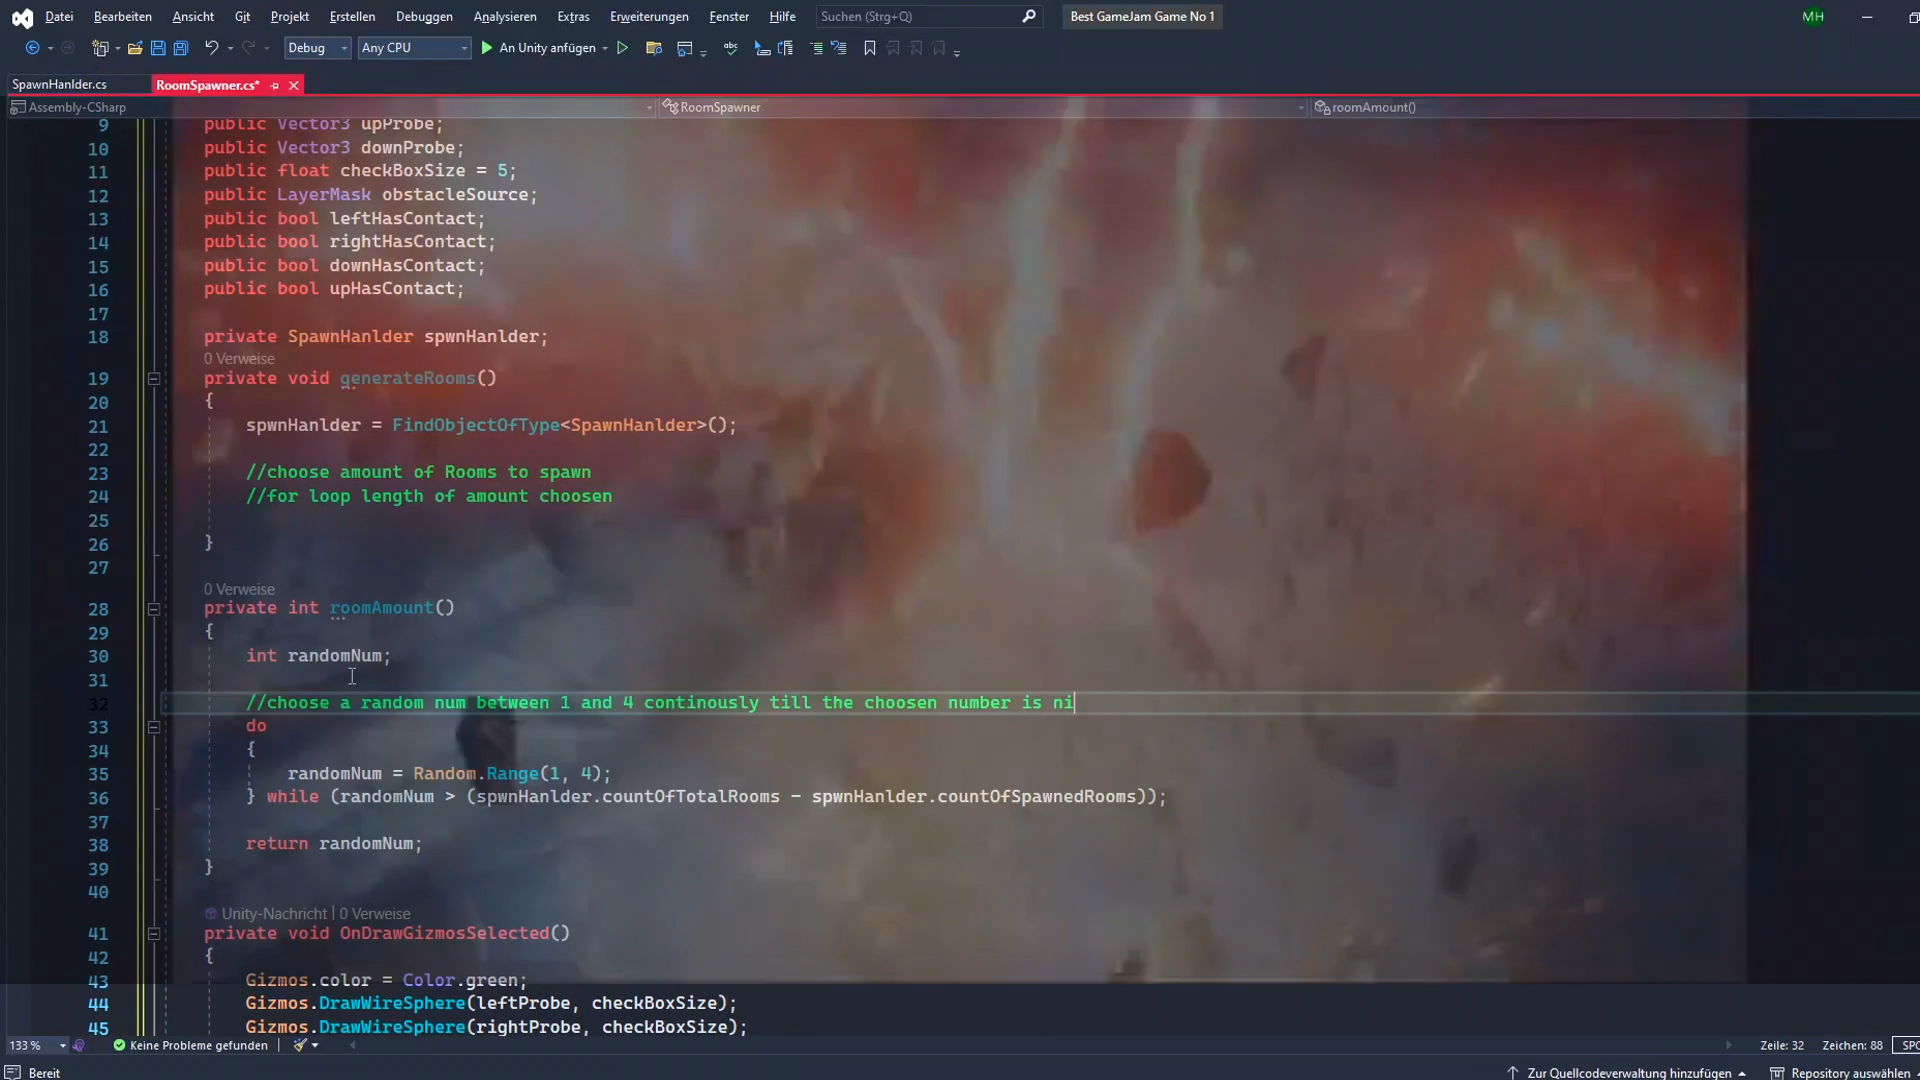 Datei Bearbeiten Ansicht Git Projekt Erstellen Debuggen Analysieren Extras Erweiterungen Fenster Hilfe Suchen (Strg+Q) Best GameJam Game No 1 MH
Debug Any CPU An Unity anfügen
SpawnHanlder.cs RoomSpawner.cs*
Assembly-CSharp RoomSpawner roomAmount()
9 public Vector3 upProbe;
10 public Vector3 downProbe;
11 public float checkBoxSize = 5;
12 public LayerMask obstacleSource;
13 public bool leftHasContact;
14 public bool rightHasContact;
15 public bool downHasContact;
16 public bool upHasContact;
17
18 private SpawnHanlder spwnHanlder;
0 Verweise
19 private void generateRooms()
20 {
21 spwnHanlder = FindObjectOfType<SpawnHanlder>();
22
23 //choose amount of Rooms to spawn
24 //for loop length of amount choosen
25
26 }
27
0 Verweise
28 private int roomAmount()
29 {
30 int randomNum;
31
32 //choose a random num between 1 and 4 continously till the choosen number is ni
33 do
34 {
35 randomNum = Random.Range(1, 4);
36 } while (randomNum > (spwnHanlder.countOfTotalRooms - spwnHanlder.countOfSpawnedRooms));
37
38 return randomNum;
39 }
40
Unity-Nachricht | 0 Verweise
41 private void OnDrawGizmosSelected()
42 {
43 Gizmos.color = Color.green;
44 Gizmos.DrawWireSphere(leftProbe, checkBoxSize);
45 Gizmos.DrawWireSphere(rightProbe, checkBoxSize);
133 % Keine Probleme gefunden Zeile: 32 Zeichen: 88 SPC
Bereit Zur Quellcodeverwaltung hinzufügen Repository auswählen